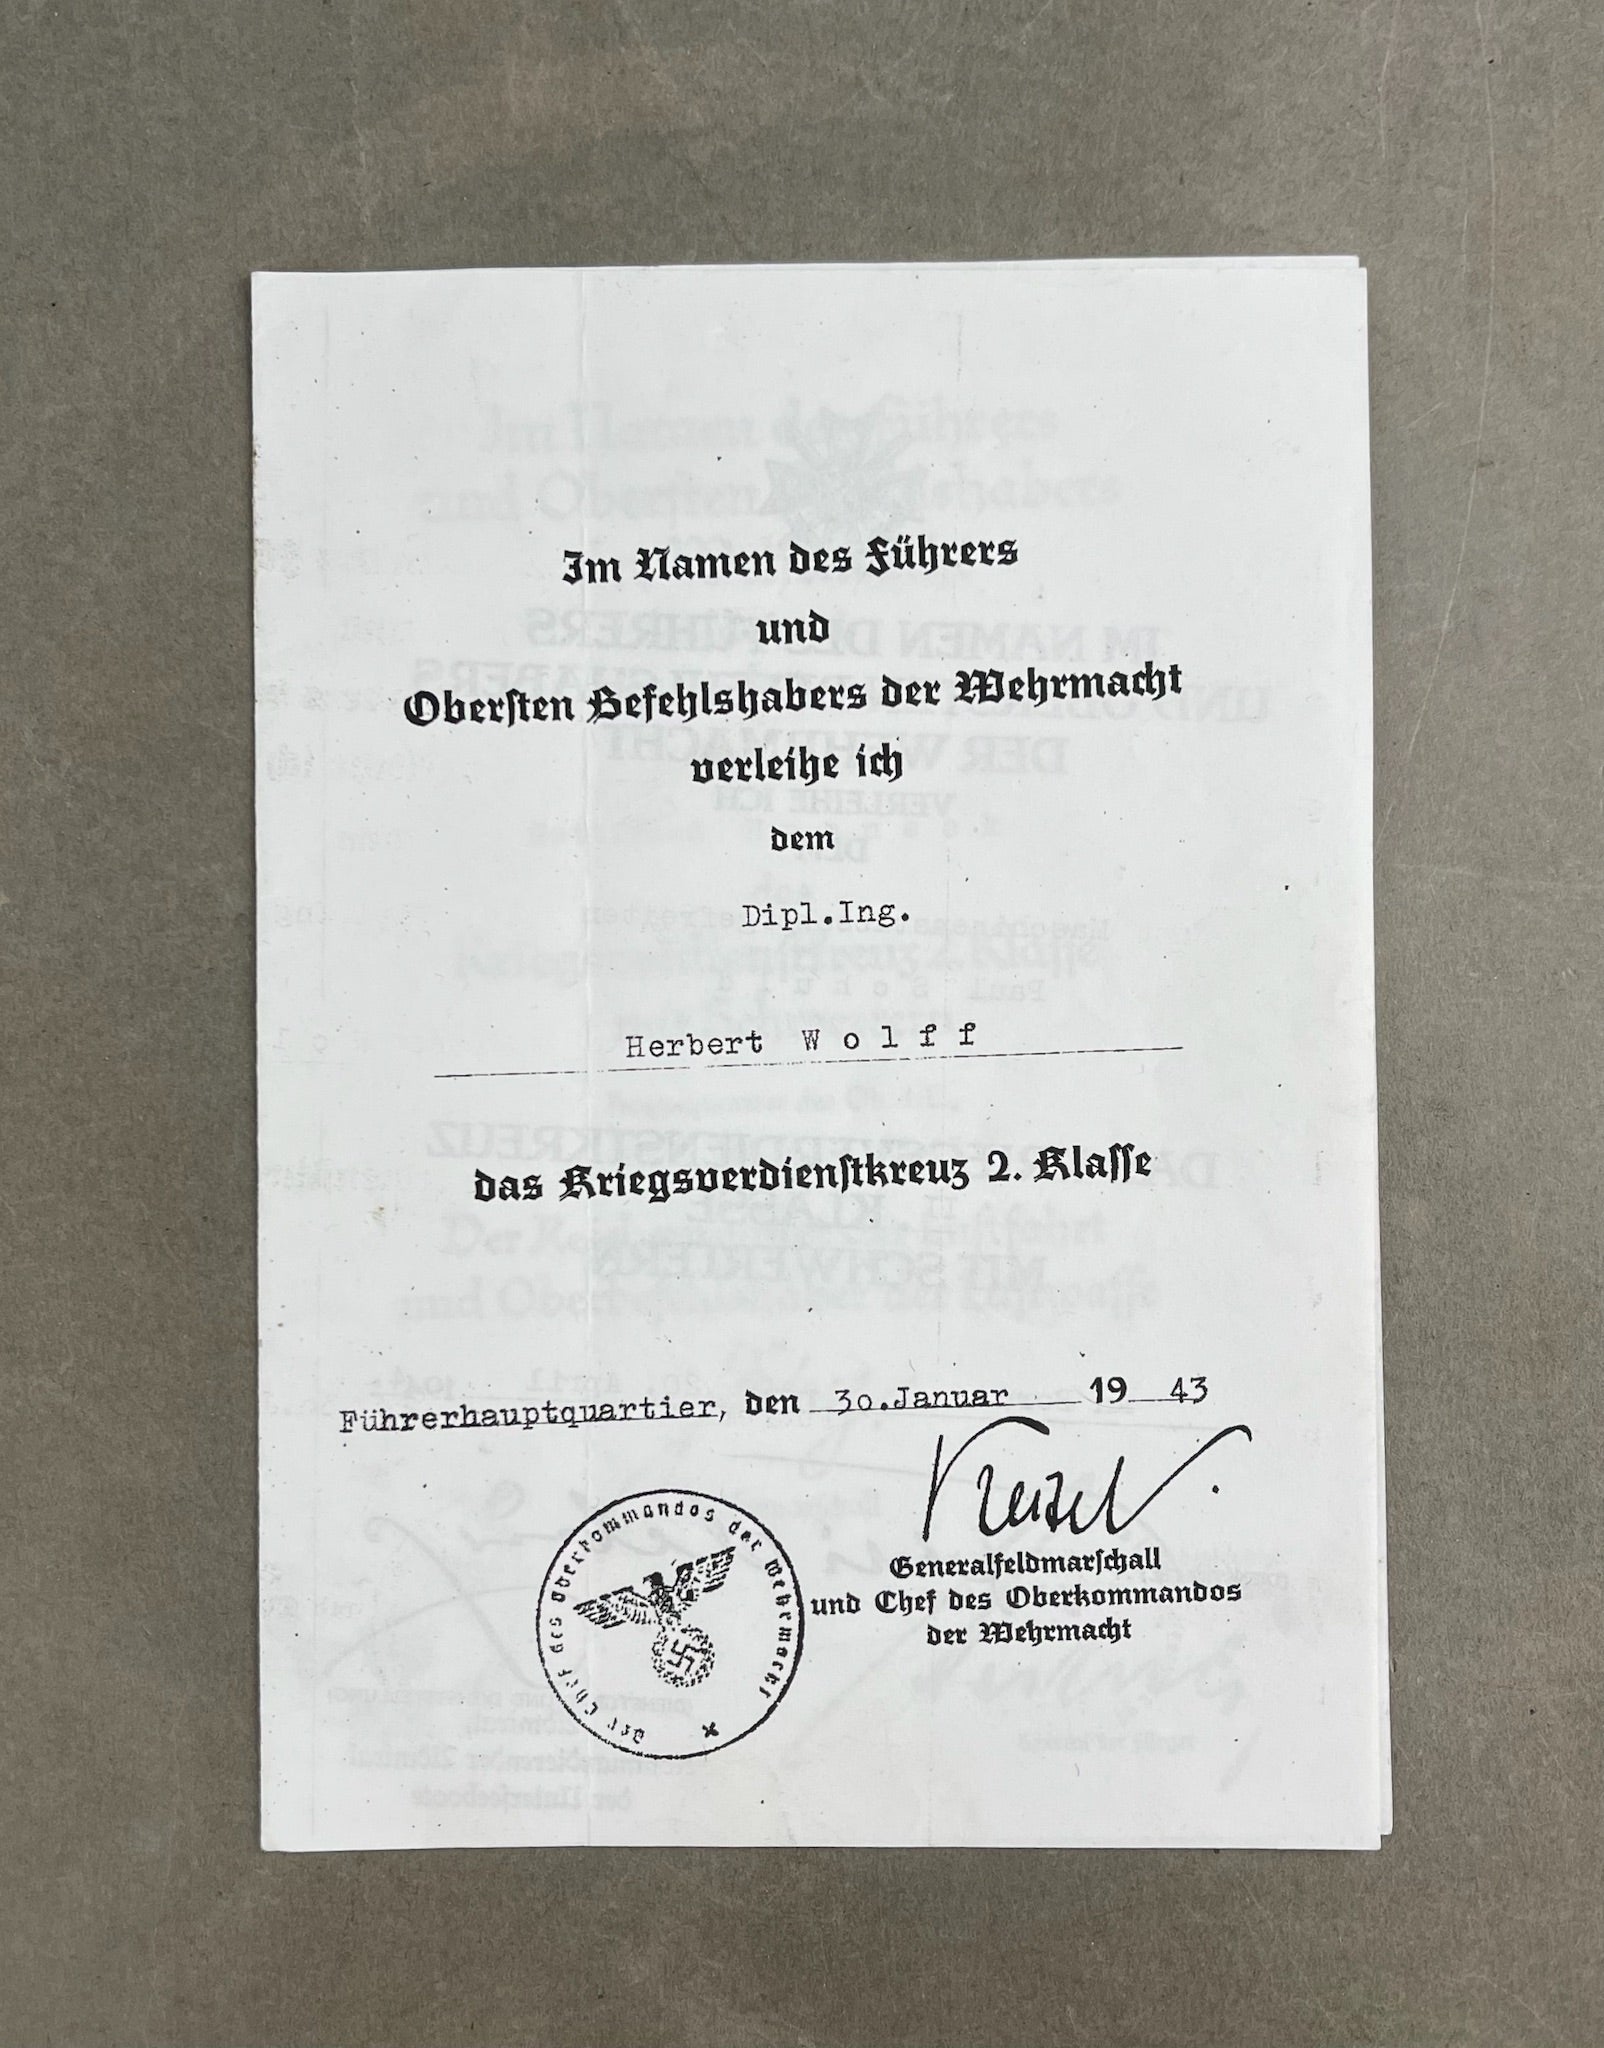 Im Namen des Führers
und
Oberſten Befehlshabers der Wehrmacht
verleihe ich
dem
Dipl.Ing.
Herbert W o l f f
das Kriegsverdienſtkreuz 2. Klaſſe
Führerhauptquartier, den 30.Januar 1943
Keitel.
Generalfeldmarſchall
und Chef des Oberkommandos
der Wehrmacht
Der Chef des Oberkommandos der Wehrmacht